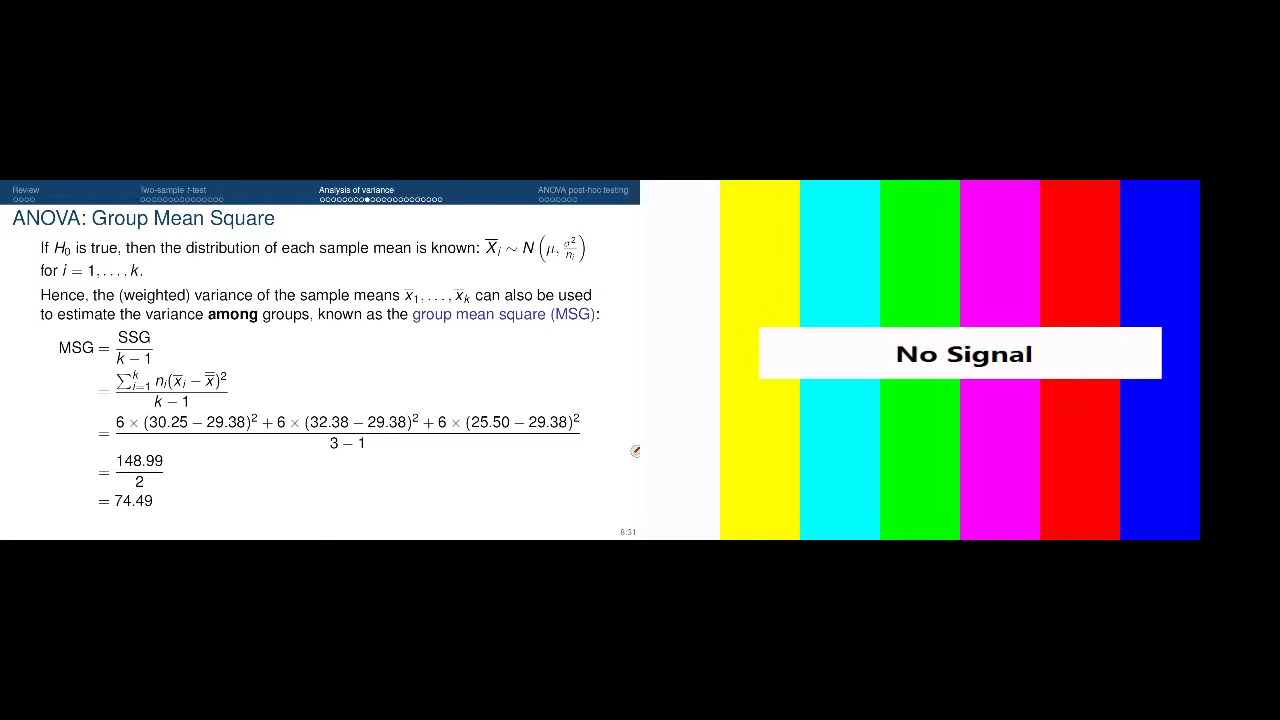 Review Two-sample t-test Analysis of variance ANOVA post-hoc testing
ANOVA: Group Mean Square
If H₀ is true, then the distribution of each sample mean is known: X̅ᵢ ∼ N (μ, σ²/nᵢ)
for i = 1, . . . , k.
Hence, the (weighted) variance of the sample means x̅₁, . . . , x̅ₖ can also be used
to estimate the variance among groups, known as the group mean square (MSG):
MSG = SSG / (k − 1)
= ∑ᵢ₌₁ᵏ nᵢ(x̅ᵢ − x̿)² / (k − 1)
= (6 × (30.25 − 29.38)² + 6 × (32.38 − 29.38)² + 6 × (25.50 − 29.38)²) / (3 − 1)
= 148.99 / 2
= 74.49
8:31
No Signal